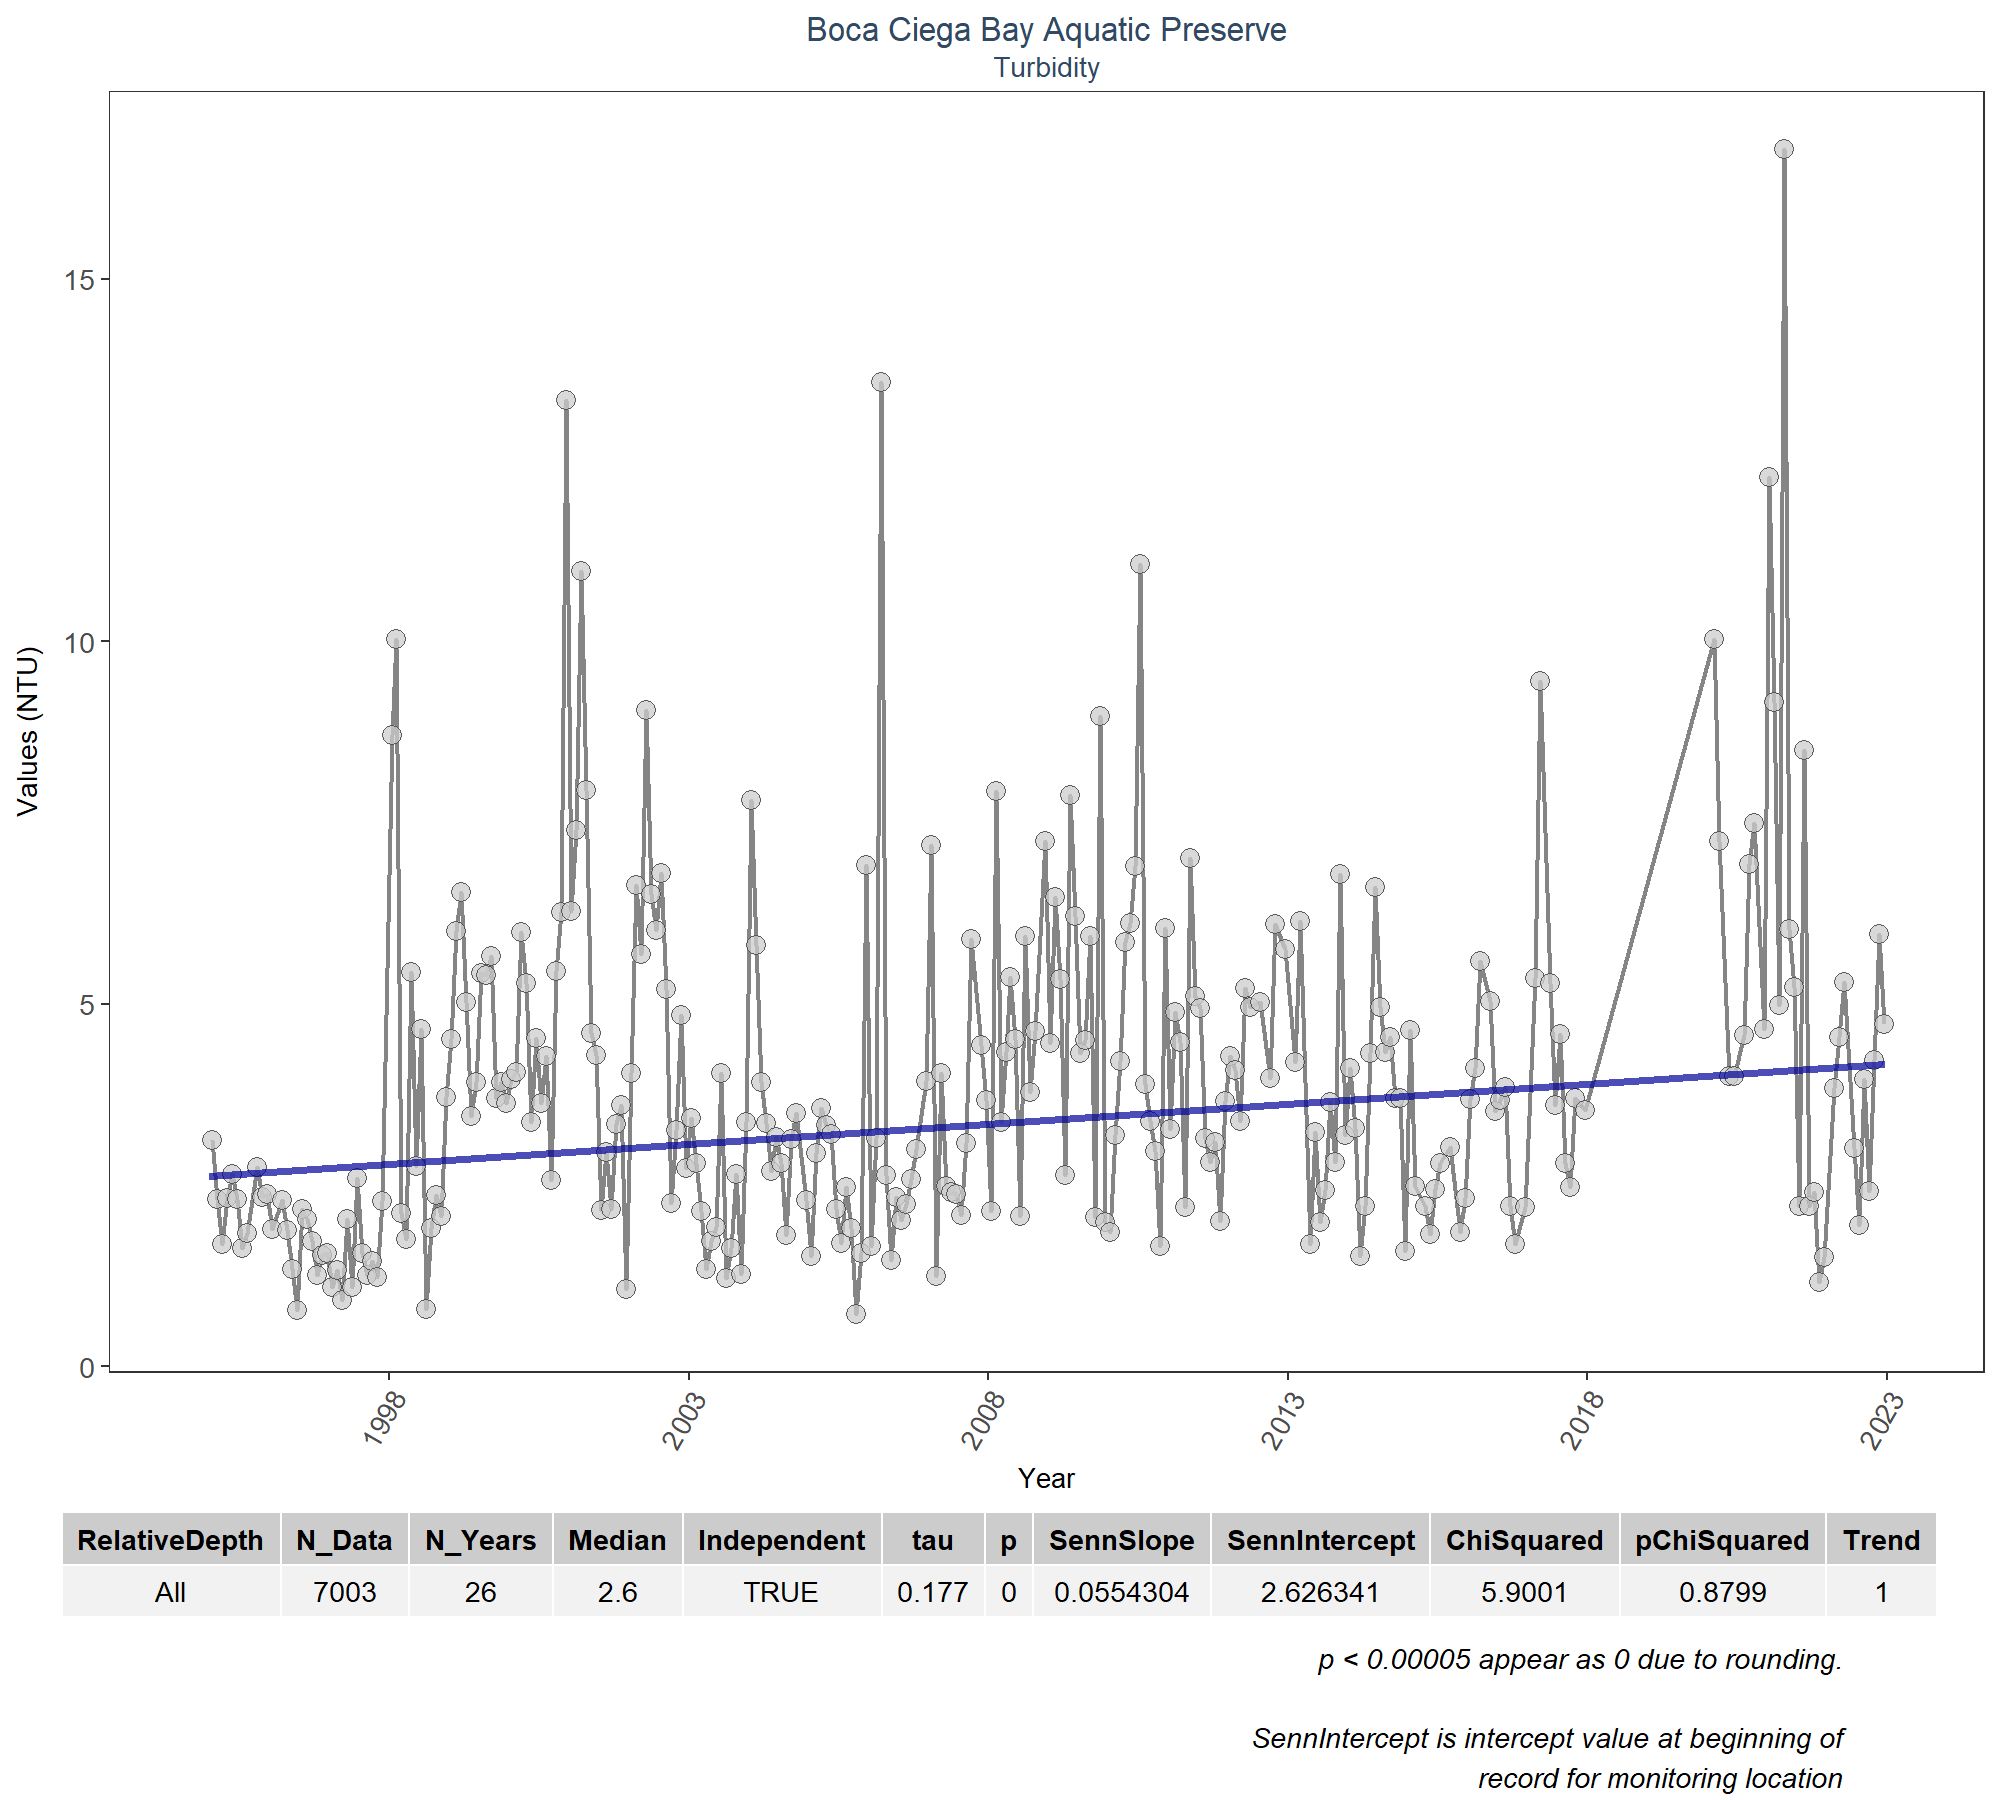 Boca Ciega Bay Aquatic Preserve
Turbidity
Values (NTU)
15
10
5
0
1998 2003 2008 2013 2018 2023
Year
RelativeDepth N_Data N_Years Median Independent tau p SennSlope SennIntercept ChiSquared pChiSquared Trend
All 7003 26 2.6 TRUE 0.177 0 0.0554304 2.626341 5.9001 0.8799 1
p < 0.00005 appear as 0 due to rounding.
SennIntercept is intercept value at beginning of
record for monitoring location